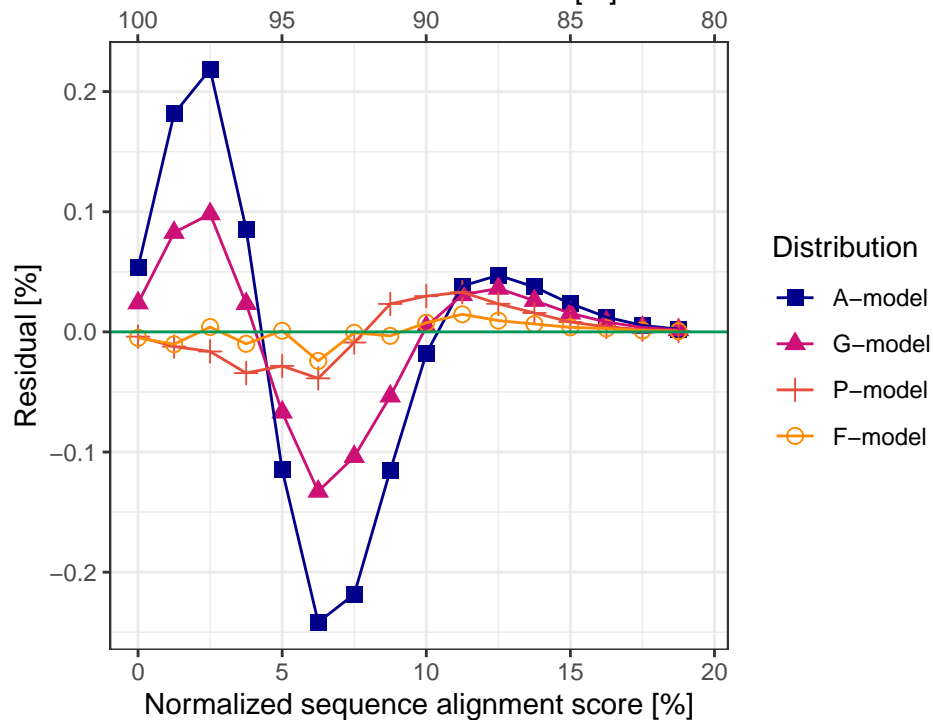 100 95 90 85 80
Residual [%]
0.2
0.1
0.0
−0.1
−0.2
0 5 10 15 20
Normalized sequence alignment score [%]
Distribution
A−model
G−model
P−model
F−model